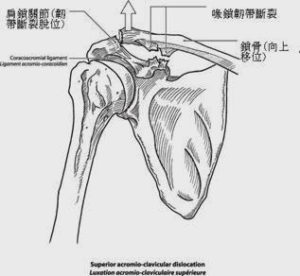 肩鎖關節(韌
帶斷裂脫位)
喙鎖韌帶斷裂
鎖骨(向上
移位)
Coracoacromial ligament
Ligament acromio-coracoïdien
Superior acromio-clavicular dislocation
Luxation acromio-claviculaire supérieure